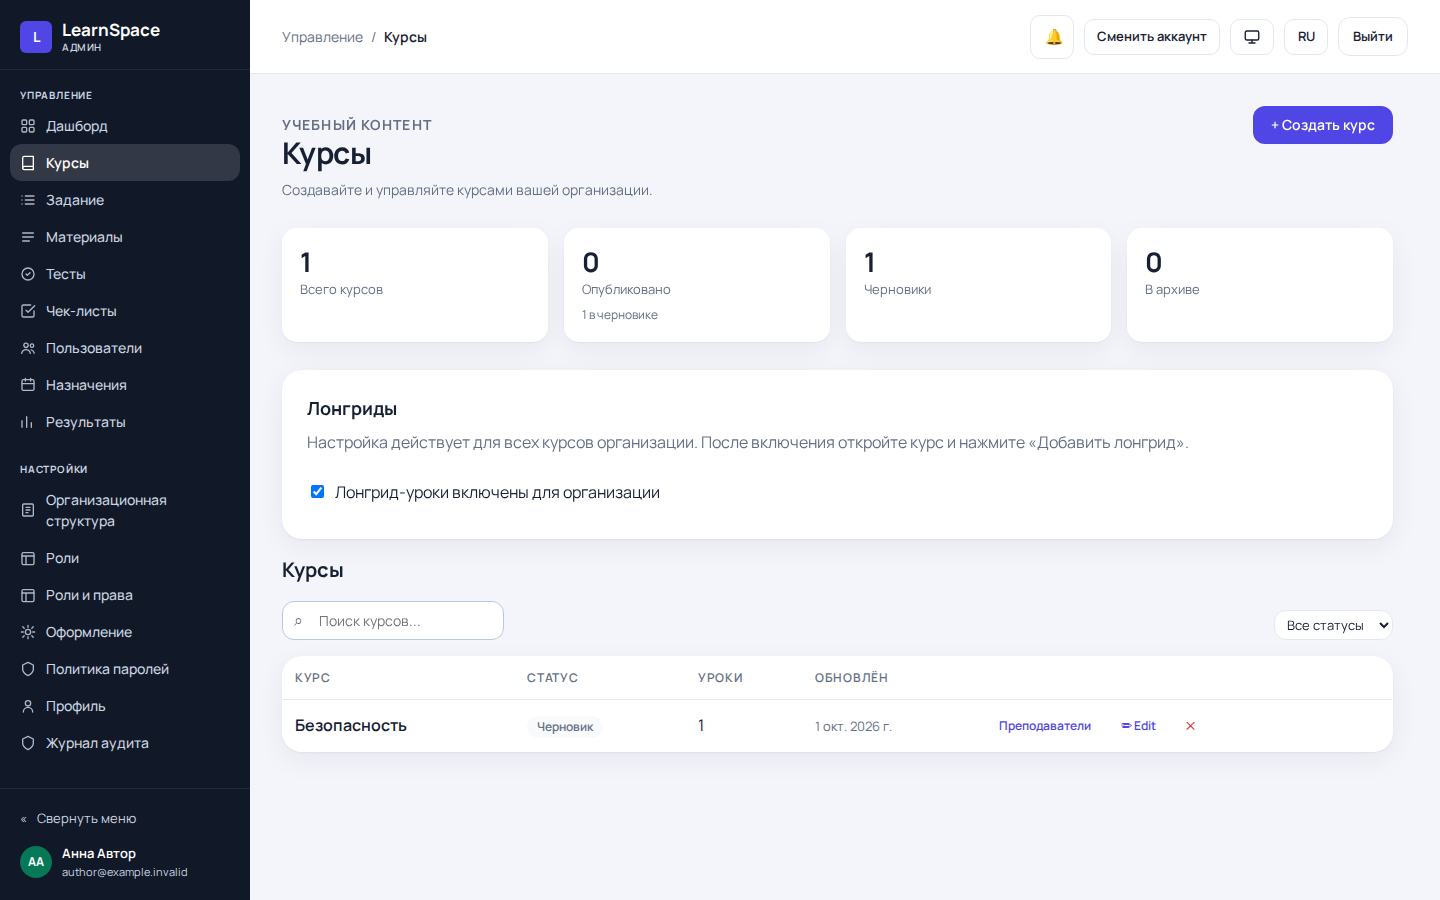 L
LearnSpace
АДМИН
УПРАВЛЕНИЕ
Дашборд
Курсы
Задание
Материалы
Тесты
Чек-листы
Пользователи
Назначения
Результаты
НАСТРОЙКИ
Организационная
структура
Роли
Роли и права
Оформление
Политика паролей
Профиль
Журнал аудита
« Свернуть меню
AA
Анна Автор
author@example.invalid
Управление / Курсы
Сменить аккаунт
RU
Выйти
УЧЕБНЫЙ КОНТЕНТ
Курсы
Создавайте и управляйте курсами вашей организации.
+ Создать курс
1
Всего курсов
0
Опубликовано
1 в черновике
1
Черновики
0
В архиве
Лонгриды
Настройка действует для всех курсов организации. После включения откройте курс и нажмите «Добавить лонгрид».
Лонгрид-уроки включены для организации
Курсы
Поиск курсов...
Все статусы
КУРС СТАТУС УРОКИ ОБНОВЛЁН
Безопасность Черновик 1 1 окт. 2026 г. Преподаватели ✏ Edit ✕